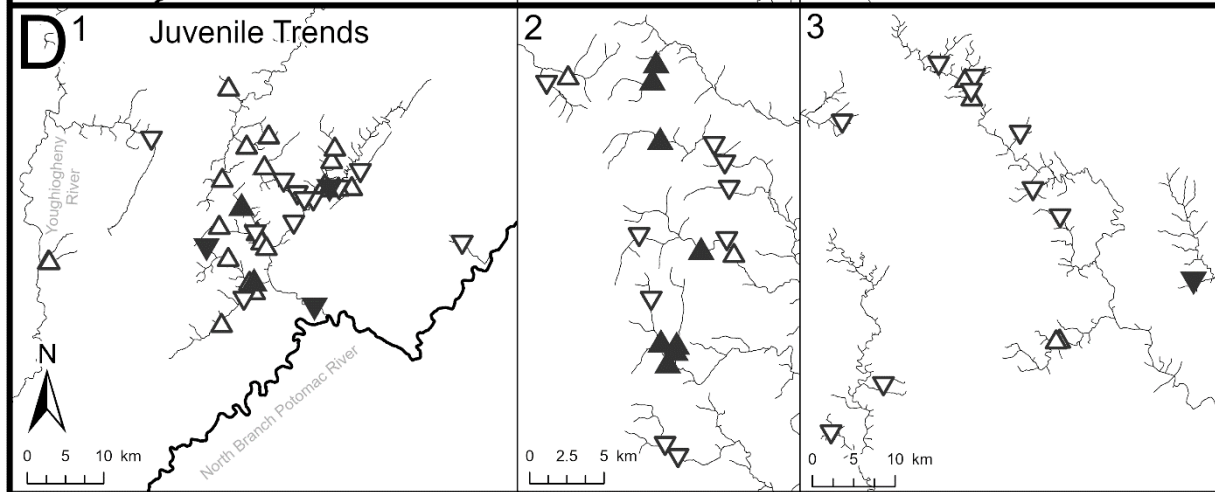 D
1
Juvenile Trends
2
3
Youghiogheny
River
N
North Branch Potomac River
0 5 10 km
0 2.5 5 km
0 5 10 km